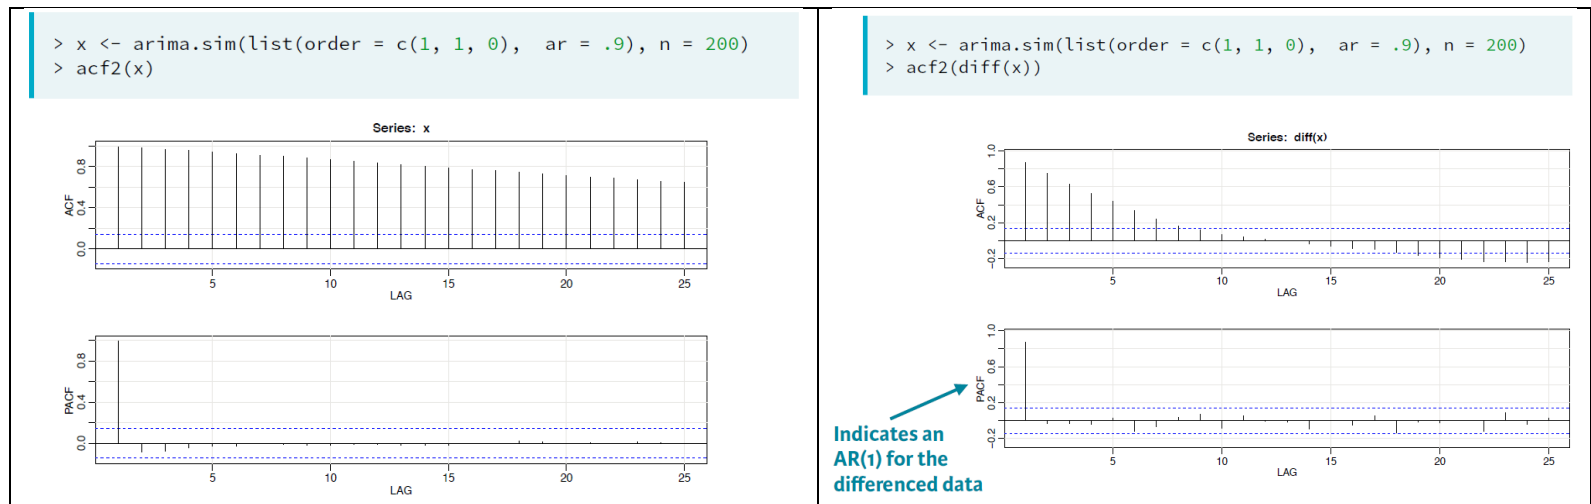 > x <- arima.sim(list(order = c(1, 1, 0), ar = .9), n = 200)
> acf2(x)
Series: x
ACF
0.0 0.4 0.8
5 10 15 20 25
LAG
PACF
0.0 0.4 0.8
5 10 15 20 25
LAG
> x <- arima.sim(list(order = c(1, 1, 0), ar = .9), n = 200)
> acf2(diff(x))
Series: diff(x)
ACF
-0.2 0.2 0.6 1.0
5 10 15 20 25
LAG
PACF
-0.2 0.2 0.6 1.0
5 10 15 20 25
LAG
Indicates an
AR(1) for the
differenced data